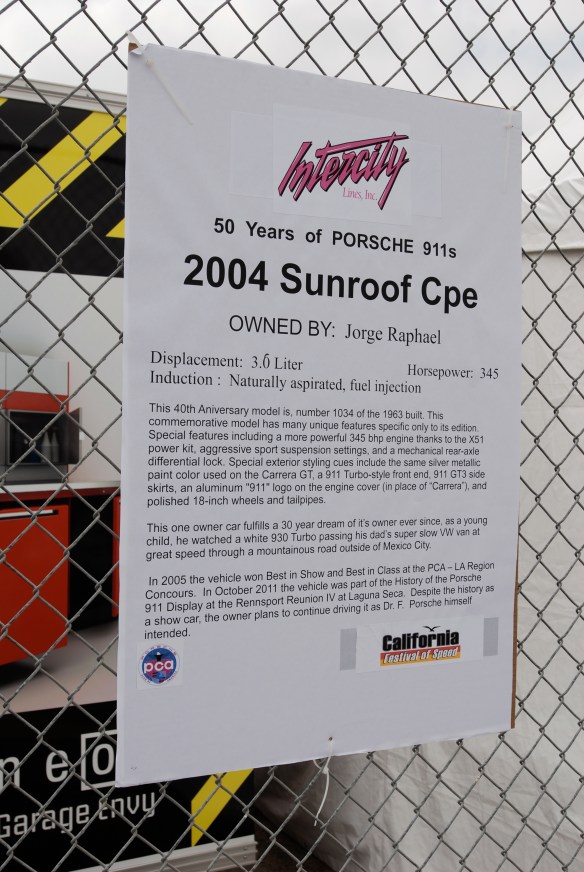 Intercity
Lines, Inc.
50 Years of PORSCHE 911s
2004 Sunroof Cpe
OWNED BY: Jorge Raphael
Displacement: 3.6 Liter
Horsepower: 345
Induction : Naturally aspirated, fuel injection
This 40th Aniversary model is, number 1034 of the 1963 built. This
commemorative model has many unique features specific only to its edition.
Special features including a more powerful 345 bhp engine thanks to the X51
power kit, aggressive sport suspension settings, and a mechanical rear-axle
differential lock. Special exterior styling cues include the same silver metallic
paint color used on the Carrera GT, a 911 Turbo-style front end, 911 GT3 side
skirts, an aluminum "911" logo on the engine cover (in place of "Carrera"), and
polished 18-inch wheels and tailpipes.
This one owner car fulfills a 30 year dream of it's owner ever since, as a young
child, he watched a white 930 Turbo passing his dad's super slow VW van at
great speed through a mountainous road outside of Mexico City.
In 2005 the vehicle won Best in Show and Best in Class at the PCA – LA Region
Concours. In October 2011 the vehicle was part of the History of the Porsche
911 Display at the Rennsport Reunion IV at Laguna Seca. Despite the history as
a show car, the owner plans to continue driving it as Dr. F. Porsche himself
intended.
pca
California
Festival of Speed
n e o
Garage Envy